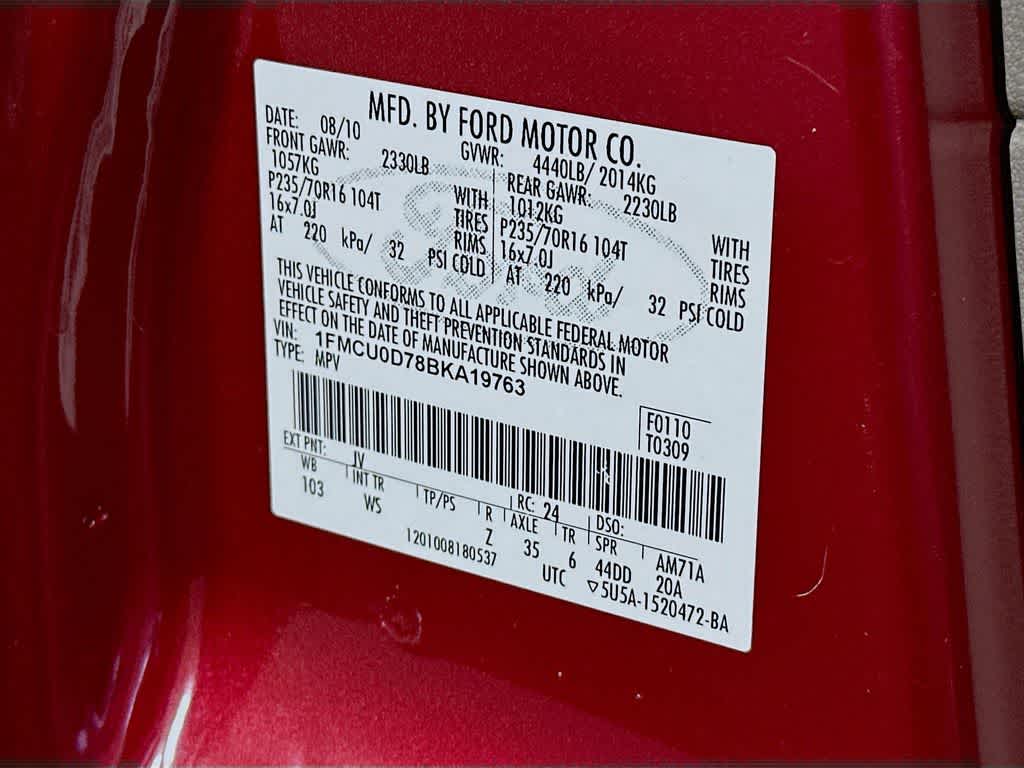 MFD. BY FORD MOTOR CO.
DATE: 08/10 GVWR: 4440LB/ 2014KG
FRONT GAWR: 2330LB REAR GAWR: 2230LB
1057KG WITH 1012KG WITH
P235/70R16 104T TIRES P235/70R16 104T TIRES
16x7.0J RIMS 16x7.0J RIMS
AT 220 kPa/ 32 PSI COLD AT 220 kPa/ 32 PSI COLD
THIS VEHICLE CONFORMS TO ALL APPLICABLE FEDERAL MOTOR
VEHICLE SAFETY AND THEFT PREVENTION STANDARDS IN
EFFECT ON THE DATE OF MANUFACTURE SHOWN ABOVE.
VIN: 1FMCU0D78BKA19763
TYPE: MPV
F0110
T0309
EXT PNT: JV RC: 24 DSO:
WB INT TR TP/PS R AXLE TR SPR AM71A
103 WS Z 35 6 44DD 20A
1201008180537 UTC ▽5U5A-1520472-BA